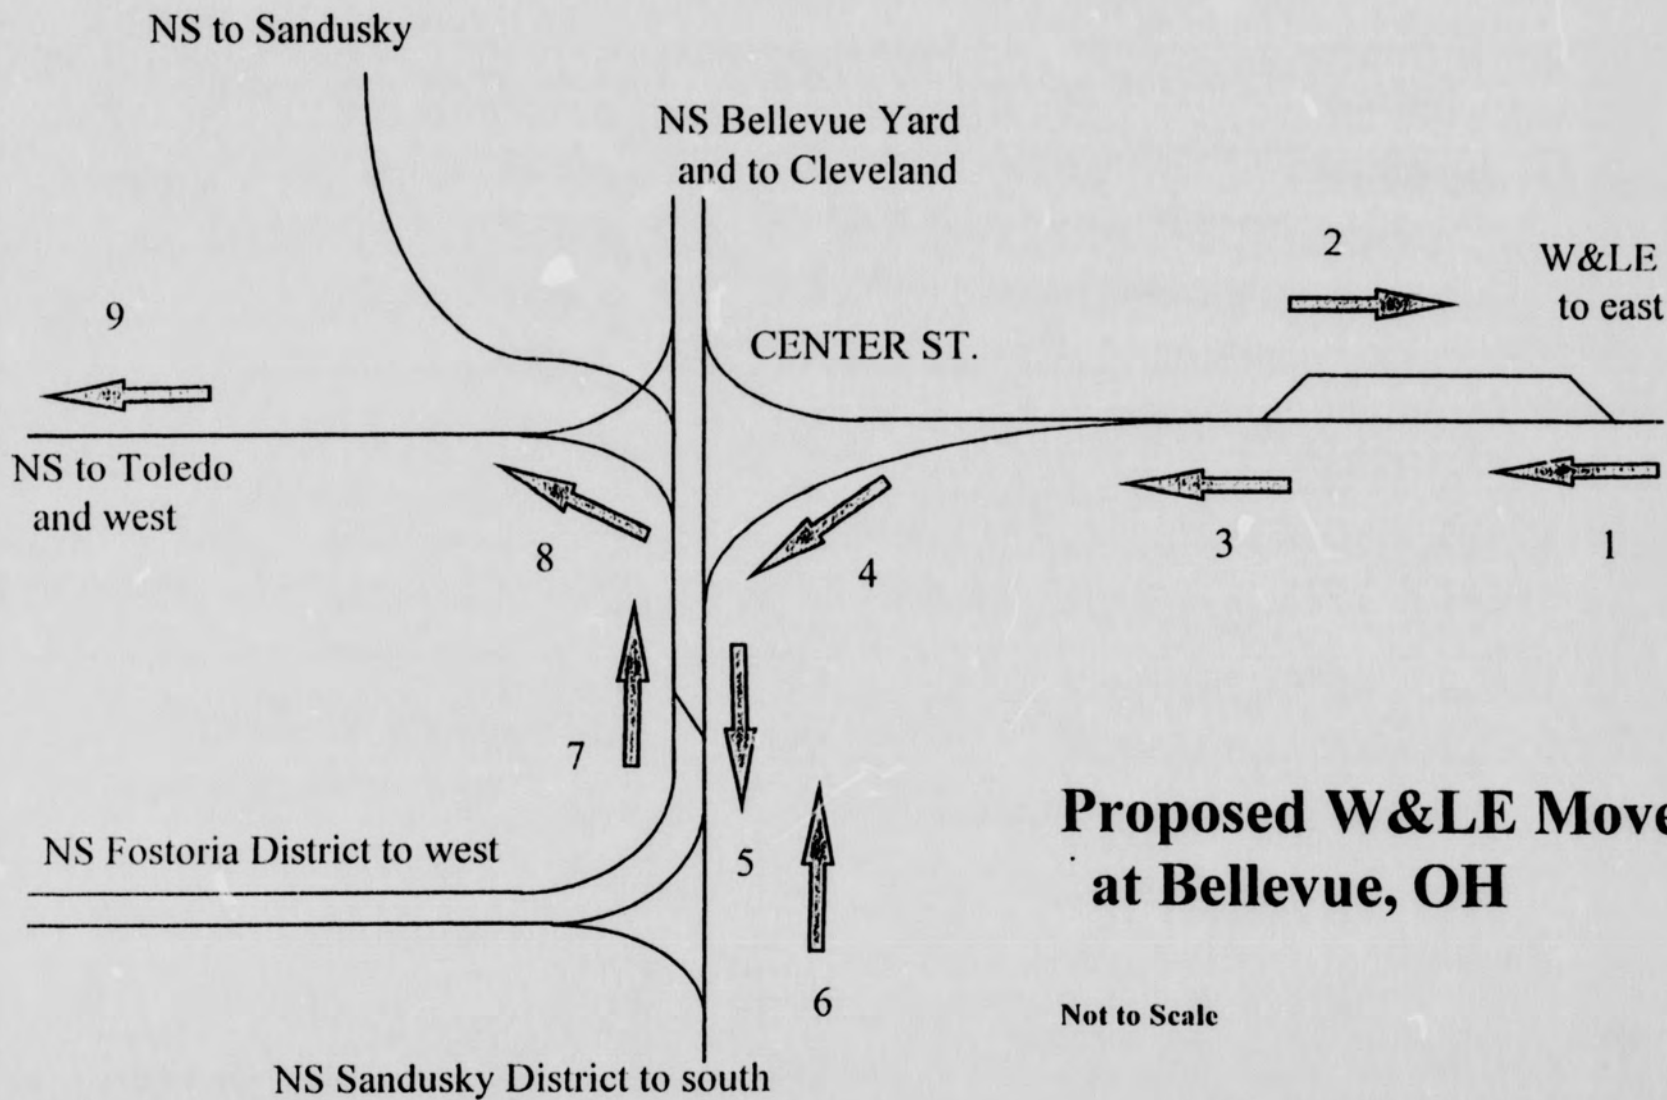 NS to Sandusky
NS Bellevue Yard
and to Cleveland
2
W&LE
to east
9
CENTER ST.
NS to Toledo
and west
8
4
3
1
7
5
NS Fostoria District to west
6
Proposed W&LE Move
at Bellevue, OH
Not to Scale
NS Sandusky District to south